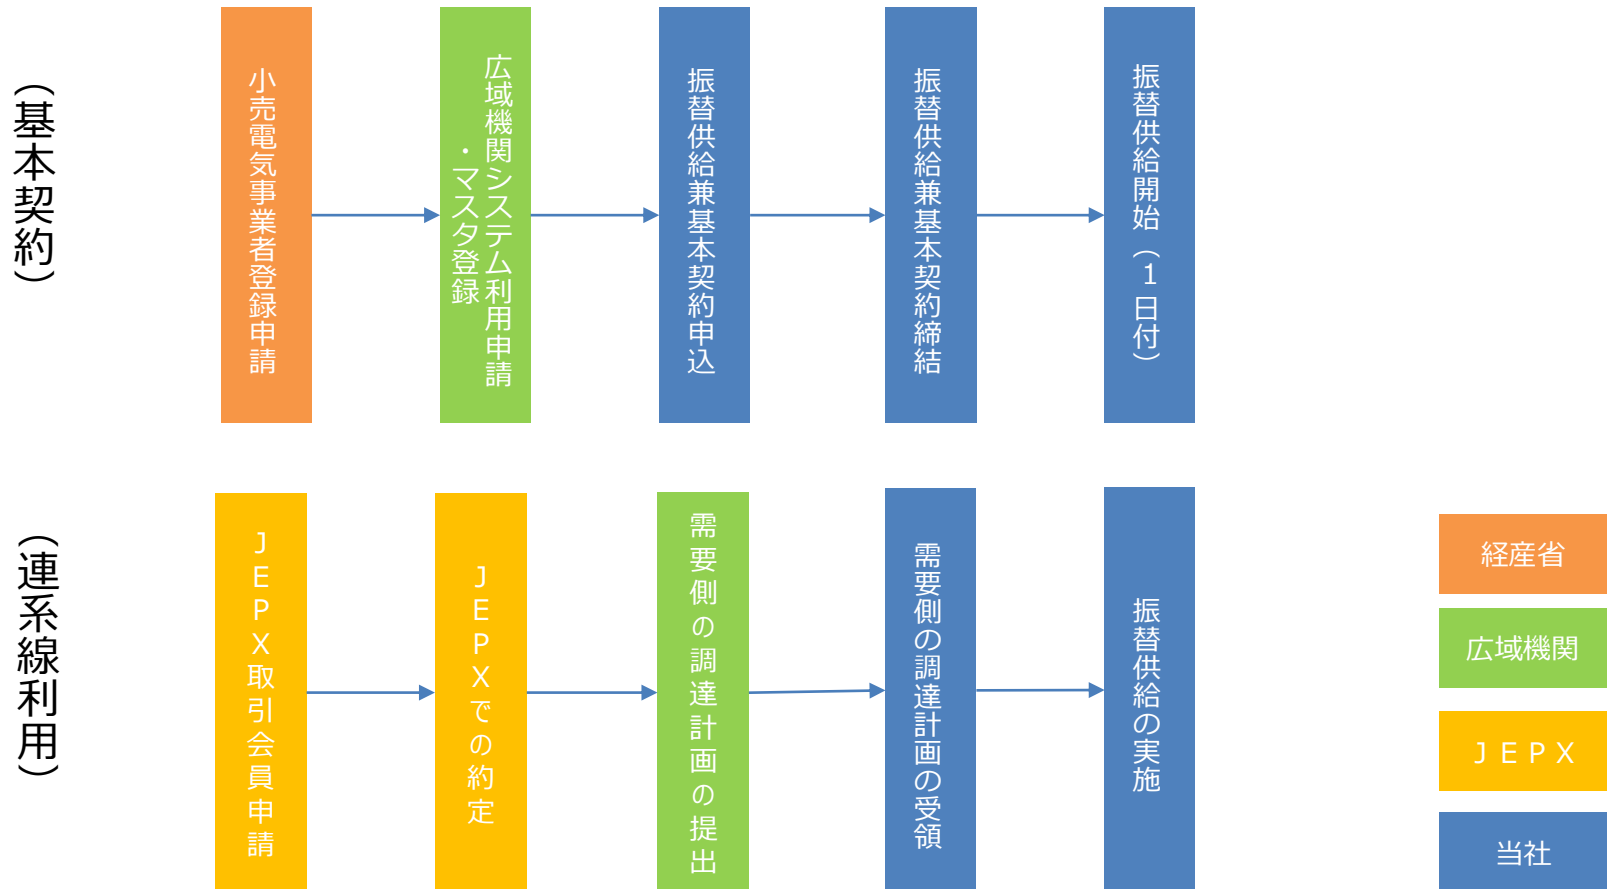 （基本契約）
小売電気事業者登録申請
広域機関システム利用申請
・マスタ登録
振替供給兼基本契約申込
振替供給兼基本契約締結
振替供給開始（１日付）
（連系線利用）
ＪＥＰＸ取引会員申請
ＪＥＰＸでの約定
需要側の調達計画の提出
需要側の調達計画の受領
振替供給の実施
経産省
広域機関
ＪＥＰＸ
当社